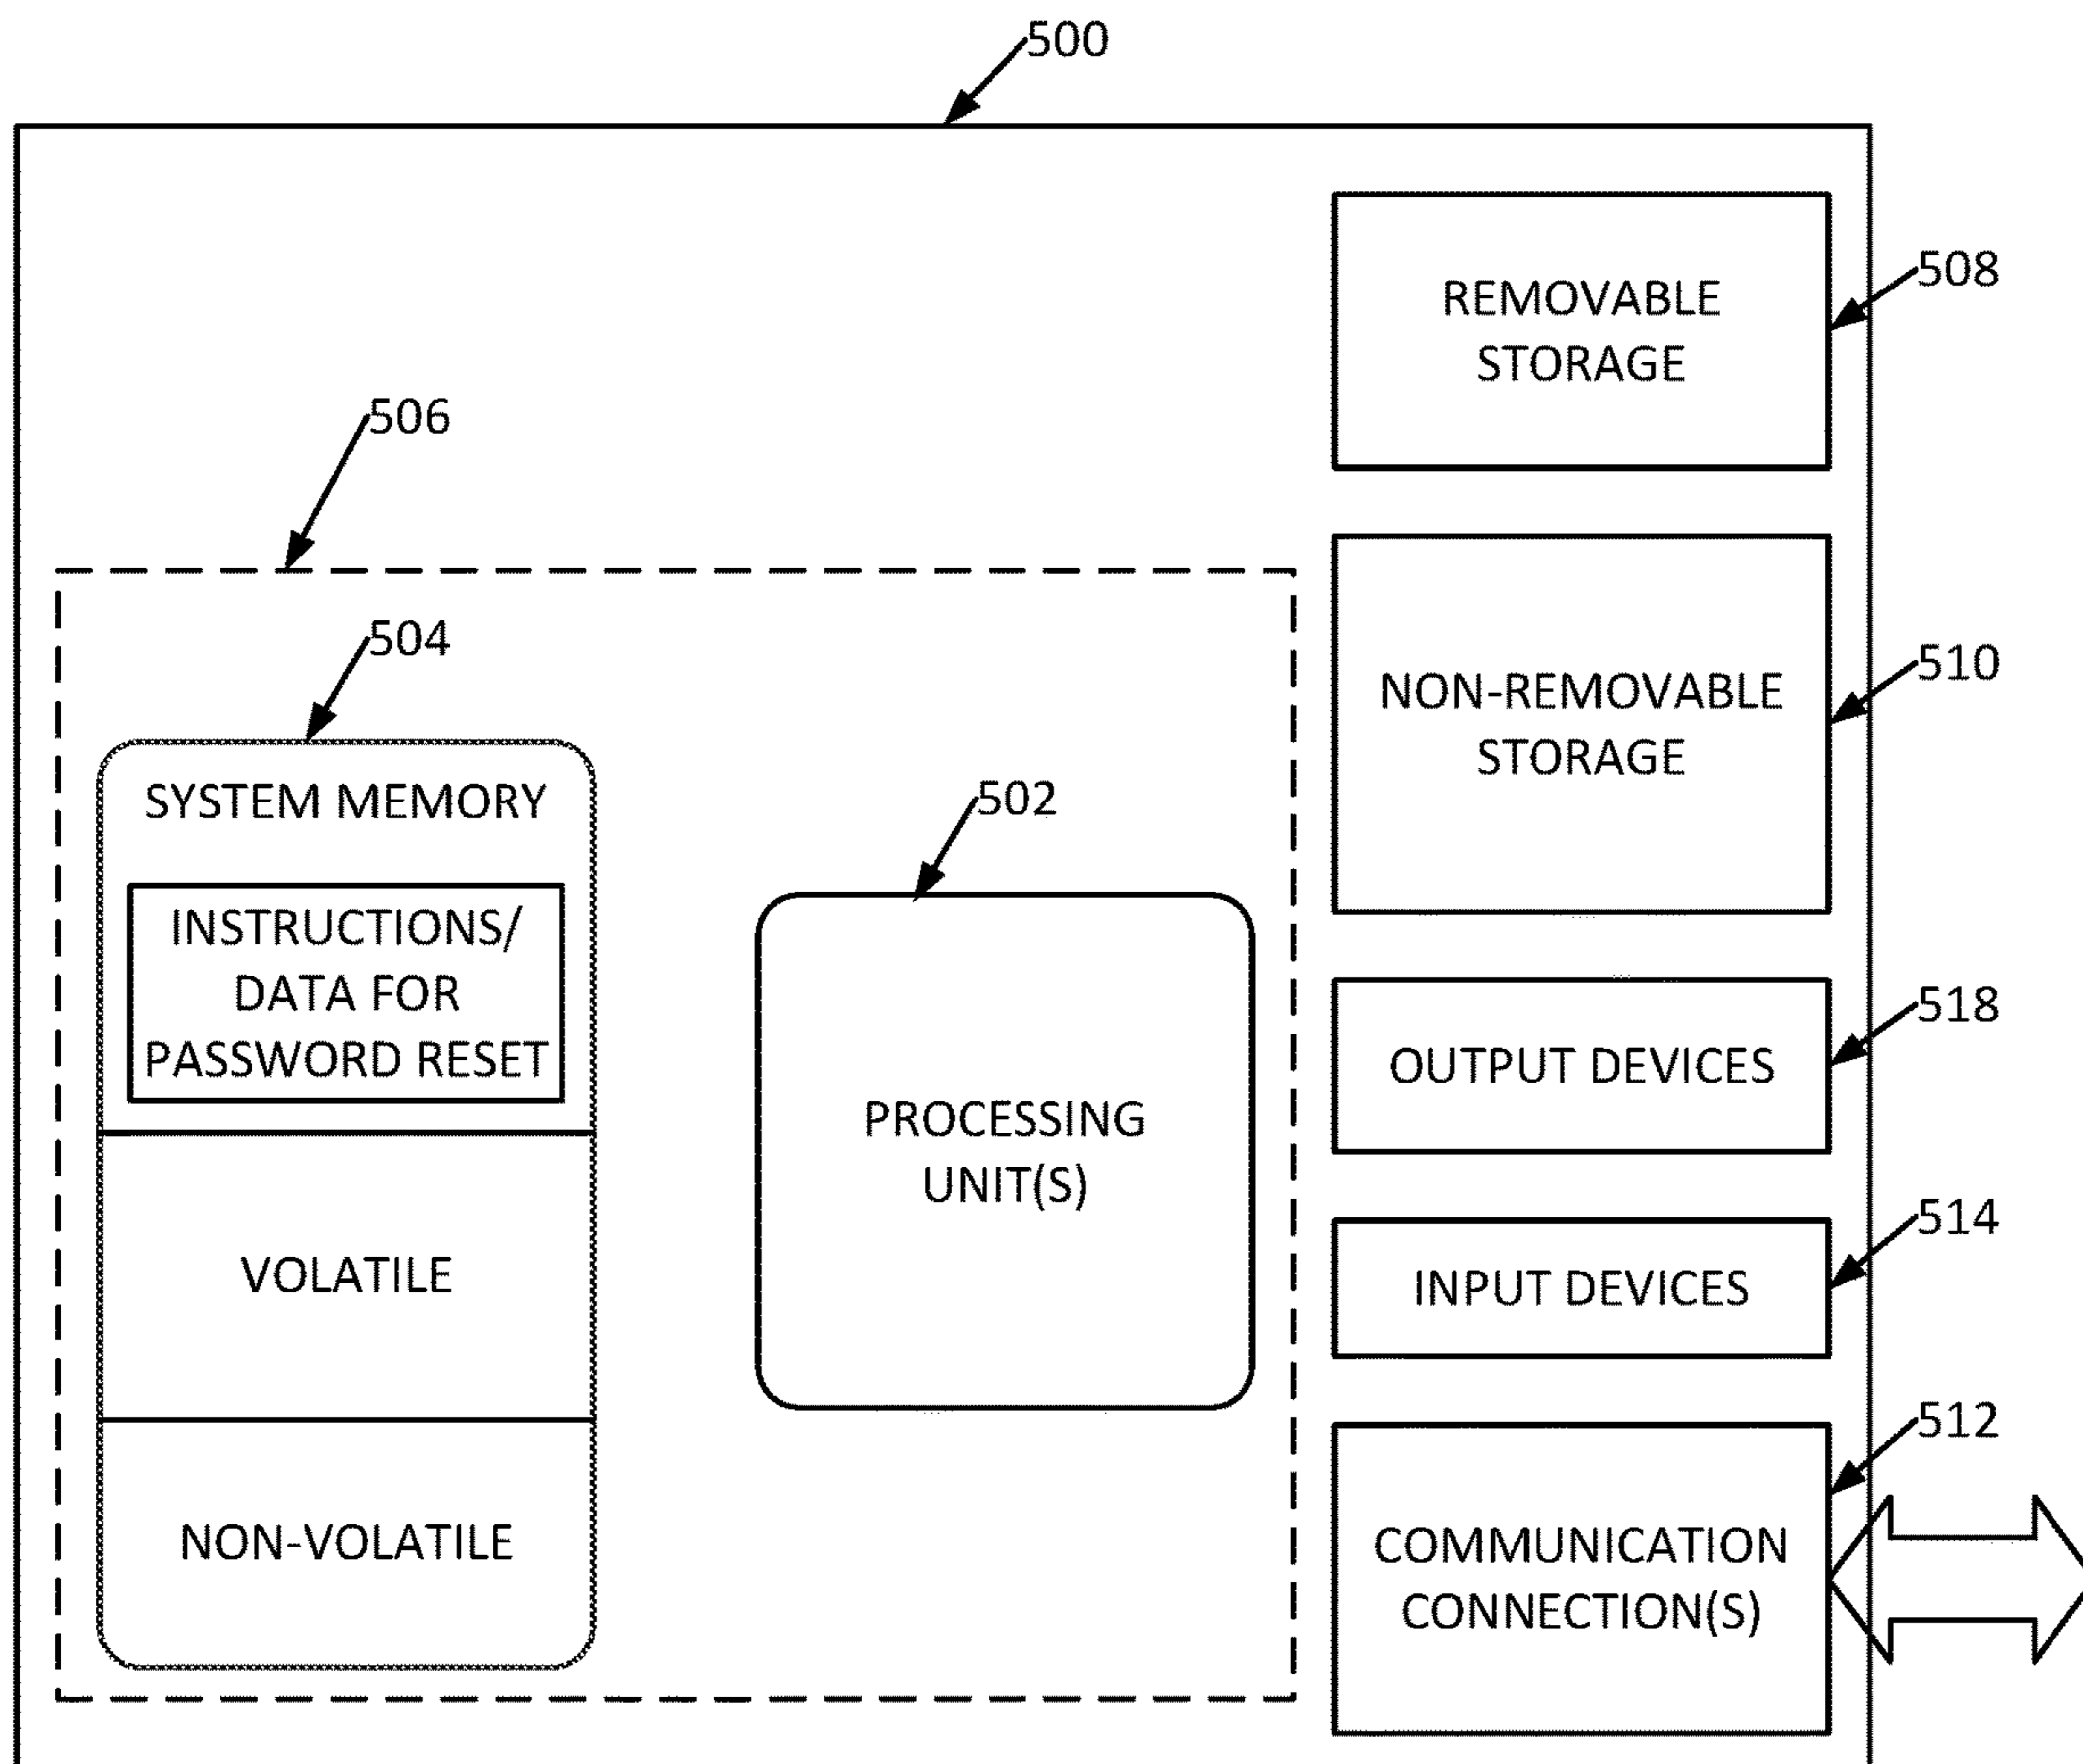 500
REMOVABLE
STORAGE
508
506
NON-REMOVABLE
STORAGE
510
504
SYSTEM MEMORY
INSTRUCTIONS/
DATA FOR
PASSWORD RESET
VOLATILE
NON-VOLATILE
502
PROCESSING
UNIT(S)
OUTPUT DEVICES
518
INPUT DEVICES
514
COMMUNICATION
CONNECTION(S)
512